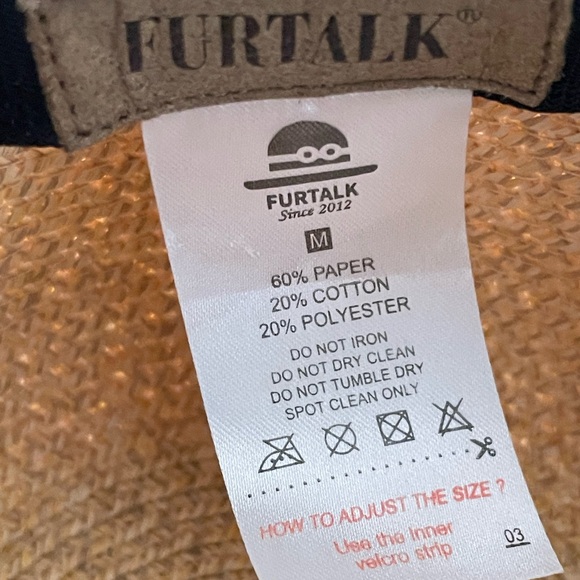 FURTALK
FURTALK
Since 2012
M
60% PAPER
20% COTTON
20% POLYESTER
DO NOT IRON
DO NOT DRY CLEAN
DO NOT TUMBLE DRY
SPOT CLEAN ONLY
HOW TO ADJUST THE SIZE ?
Use the inner
velcro strip
03